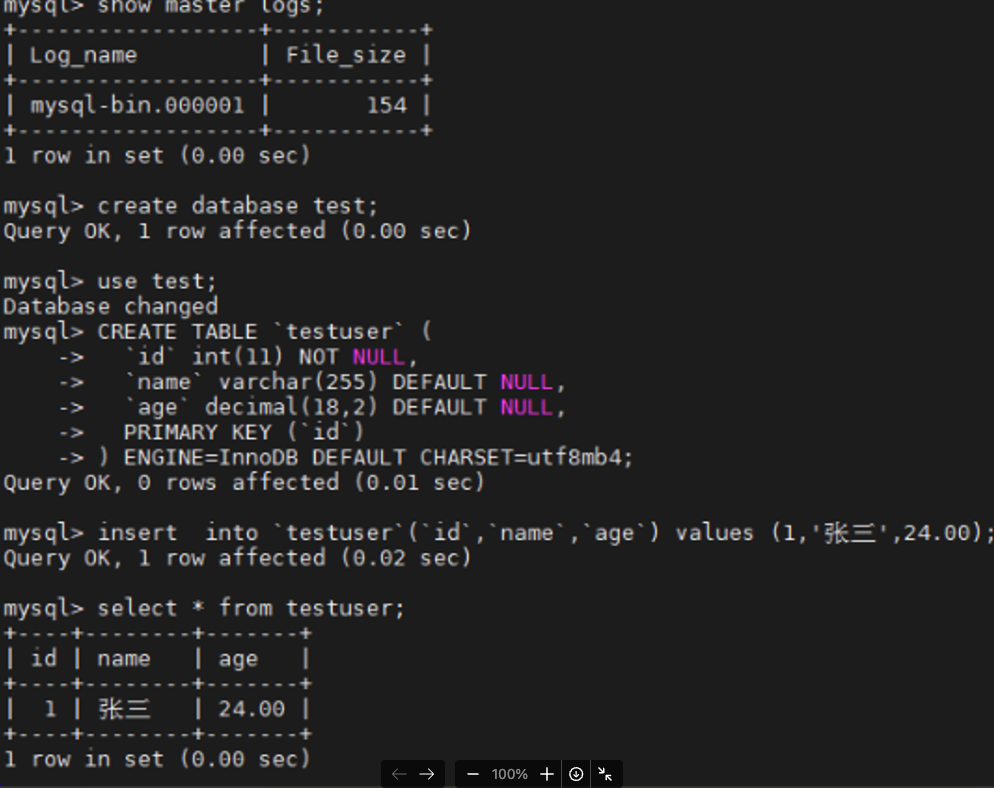 mysql> show master logs;
+------------------+-----------+
| Log_name         | File_size |
+------------------+-----------+
| mysql-bin.000001 |       154 |
+------------------+-----------+
1 row in set (0.00 sec)
mysql> create database test;
Query OK, 1 row affected (0.00 sec)
mysql> use test;
Database changed
mysql> CREATE TABLE `testuser` (
    ->   `id` int(11) NOT NULL,
    ->   `name` varchar(255) DEFAULT NULL,
    ->   `age` decimal(18,2) DEFAULT NULL,
    ->   PRIMARY KEY (`id`)
    -> ) ENGINE=InnoDB DEFAULT CHARSET=utf8mb4;
Query OK, 0 rows affected (0.01 sec)
mysql> insert  into `testuser`(`id`,`name`,`age`) values (1,'张三',24.00);
Query OK, 1 row affected (0.02 sec)
mysql> select * from testuser;
+----+--------+-------+
| id | name   | age   |
+----+--------+-------+
|  1 | 张三   | 24.00 |
+----+--------+-------+
1 row in set (0.00 sec)
100%